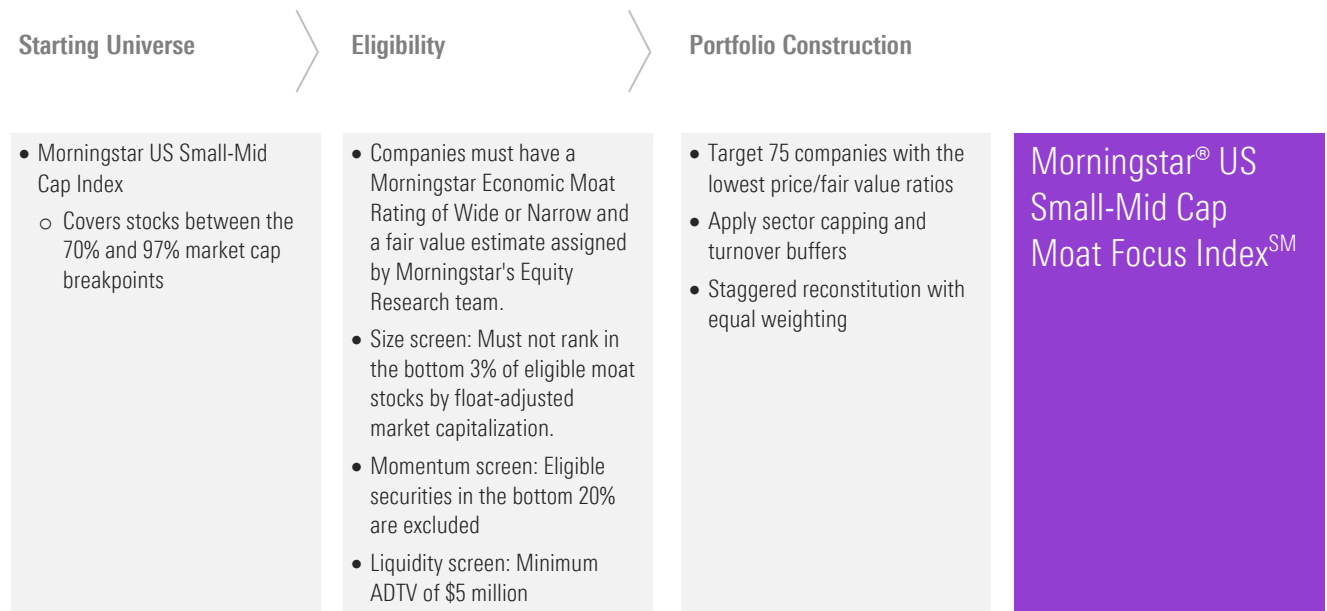 Starting Universe
Eligibility
Portfolio Construction
• Morningstar US Small-Mid
Cap Index
o Covers stocks between the
70% and 97% market cap
breakpoints
• Companies must have a
Morningstar Economic Moat
Rating of Wide or Narrow and
a fair value estimate assigned
by Morningstar's Equity
Research team.
• Size screen: Must not rank in
the bottom 3% of eligible moat
stocks by float-adjusted
market capitalization.
• Momentum screen: Eligible
securities in the bottom 20%
are excluded
• Liquidity screen: Minimum
ADTV of $5 million
• Target 75 companies with the
lowest price/fair value ratios
• Apply sector capping and
turnover buffers
• Staggered reconstitution with
equal weighting
Morningstar® US
Small-Mid Cap
Moat Focus Index℠